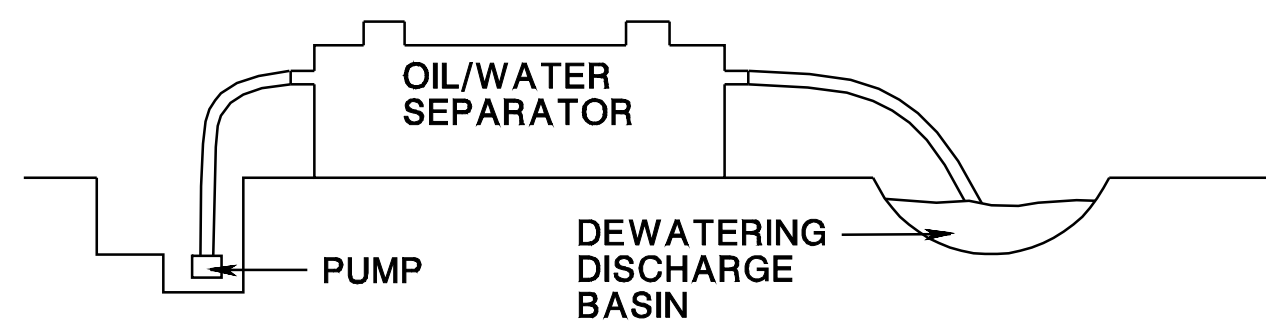 OIL/WATER
SEPARATOR
DEWATERING
DISCHARGE
BASIN
PUMP